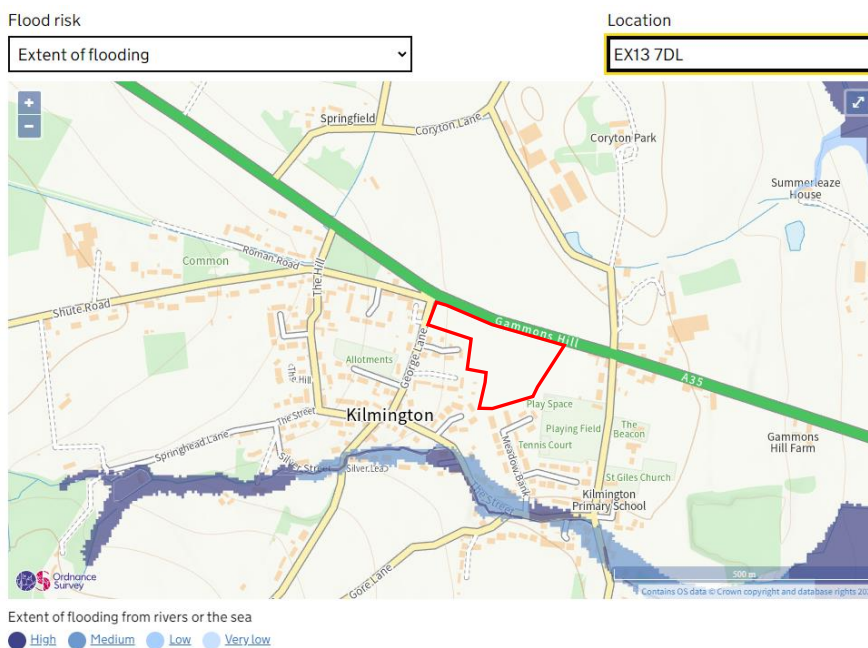 Flood risk
Location
Extent of flooding
EX13 7DL
+
−
Springfield
Coryton Lane
Coryton Park
Summerleaze
House
Roman Road
Common
The Hill
Shute Road
Gammons Hill
George Lane
Allotments
The Hill
A35
Play Space
The Street
Kilmington
Playing Field
The
Beacon
Tennis Court
Gammons
Hill Farm
Springhead Lane
Silver Street
Silver Lea
Meadow Bank
St Giles Church
The Street
Kilmington
Primary School
Gore Lane
Ordnance
Survey
500 m
Contains OS data © Crown copyright and database rights 20
Extent of flooding from rivers or the sea
High
Medium
Low
Very low